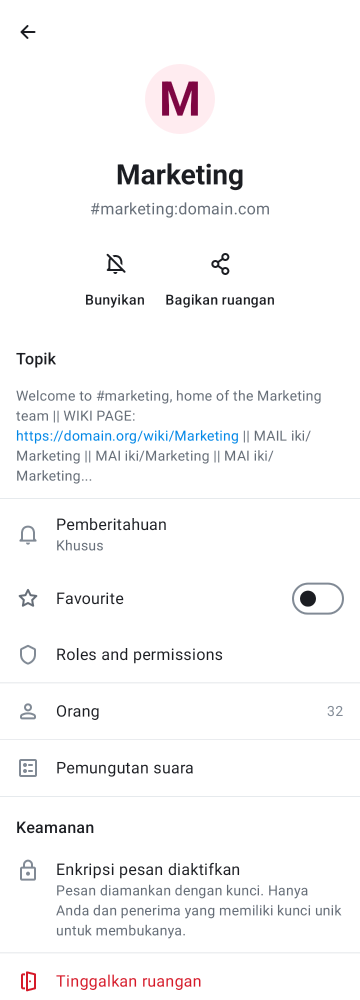 M
Marketing
#marketing:domain.com
Bunyikan
Bagikan ruangan
Topik
Welcome to #marketing, home of the Marketing
team || WIKI PAGE:
https://domain.org/wiki/Marketing || MAIL iki/
Marketing || MAI iki/Marketing || MAI iki/
Marketing...
Pemberitahuan
Khusus
Favourite
Roles and permissions
Orang 32
Pemungutan suara
Keamanan
Enkripsi pesan diaktifkan
Pesan diamankan dengan kunci. Hanya
Anda dan penerima yang memiliki kunci unik
untuk membukanya.
Tinggalkan ruangan